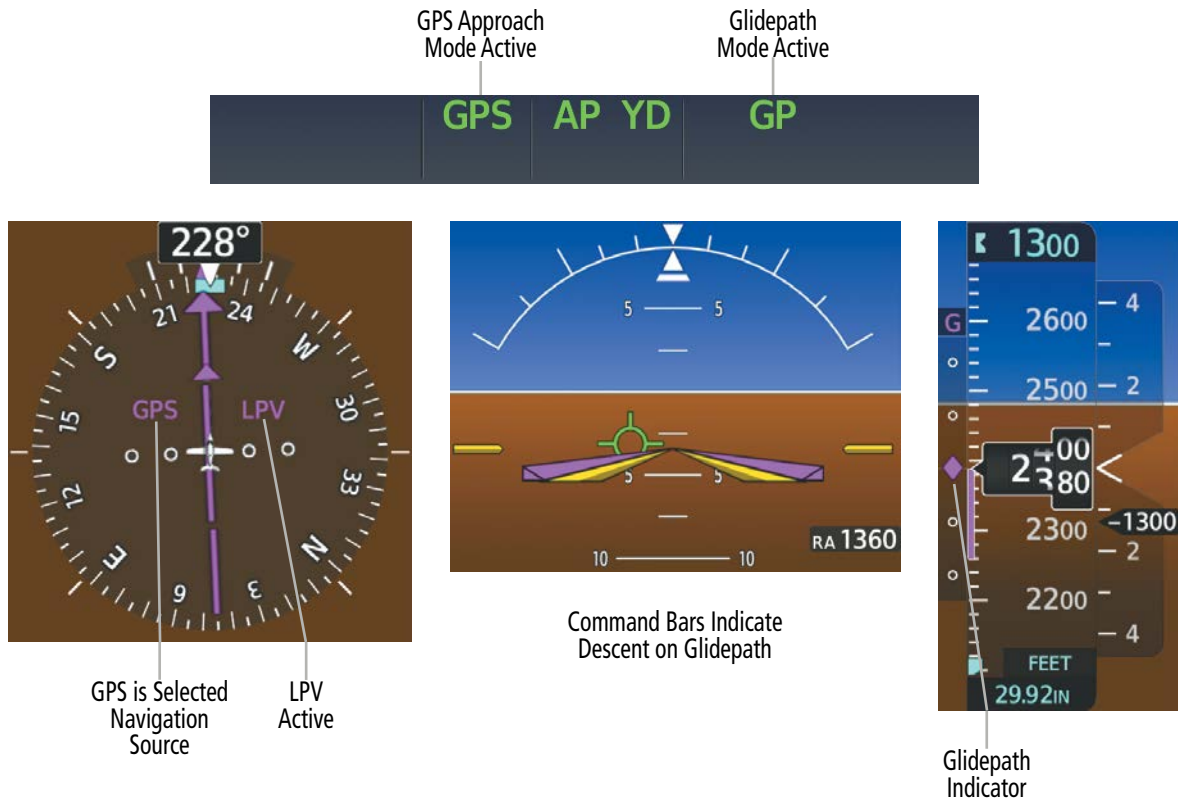 GPS Approach
Mode Active
Glidepath
Mode Active
GPS AP YD GP
228°
21 24
S W
GPS LPV
15 30
12 33
E N
6 3
5 5
5 5
10 10
RA 1360
1300
G
2600
2500
2300
2200
4
2
2
4
-1300
FEET
29.92IN
Command Bars Indicate
Descent on Glidepath
GPS is Selected
Navigation
Source
LPV
Active
Glidepath
Indicator